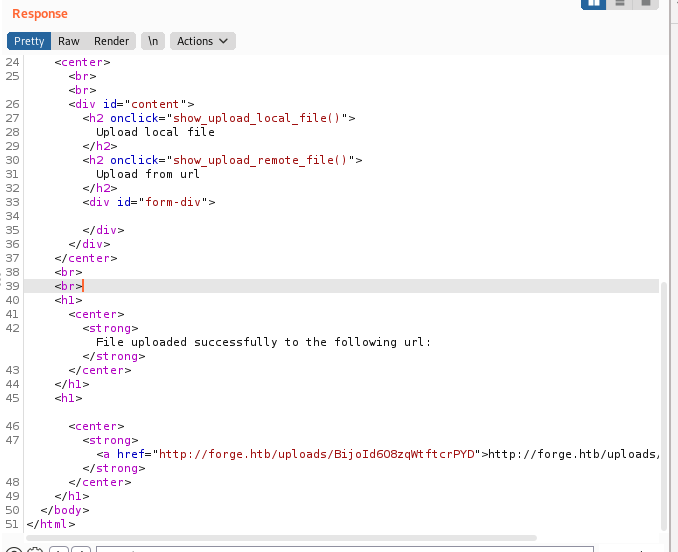 Response
Pretty Raw Render \n Actions
24 <center>
25 <br>
<br>
26 <div id="content">
27 <h2 onclick="show_upload_local_file()">
28 Upload local file
29 </h2>
30 <h2 onclick="show_upload_remote_file()">
31 Upload from url
32 </h2>
33 <div id="form-div">
34
35 </div>
36 </div>
37 </center>
38 <br>
39 <br>
40 <h1>
41 <center>
42 <strong>
File uploaded successfully to the following url:
</strong>
43 </center>
44 </h1>
45 <h1>
46 <center>
47 <strong>
<a href="http://forge.htb/uploads/BijoId6O8zqWtftcrPYD">http://forge.htb/uploads/
</strong>
48 </center>
49 </h1>
50 </body>
51 </html>